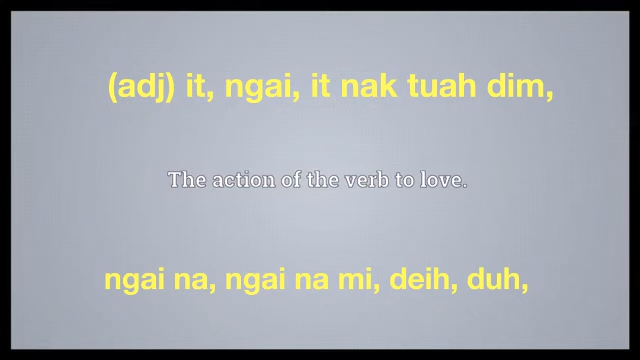 (adj) it, ngai, it nak tuah dim,
The action of the verb to love.
ngai na, ngai na mi, deih, duh,